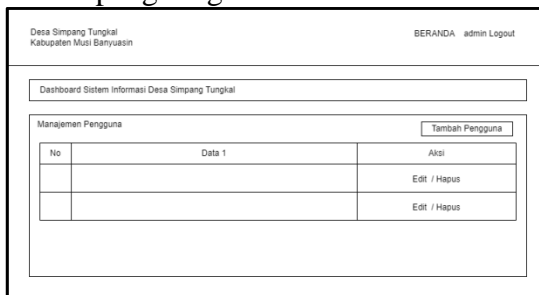 Desa Simpang Tungkal
Kabupaten Musi Banyuasin
BERANDA admin Logout
Dashboard Sistem Informasi Desa Simpang Tungkal
Manajemen Pengguna
Tambah Pengguna
No Data 1 Aksi
Edit / Hapus
Edit / Hapus